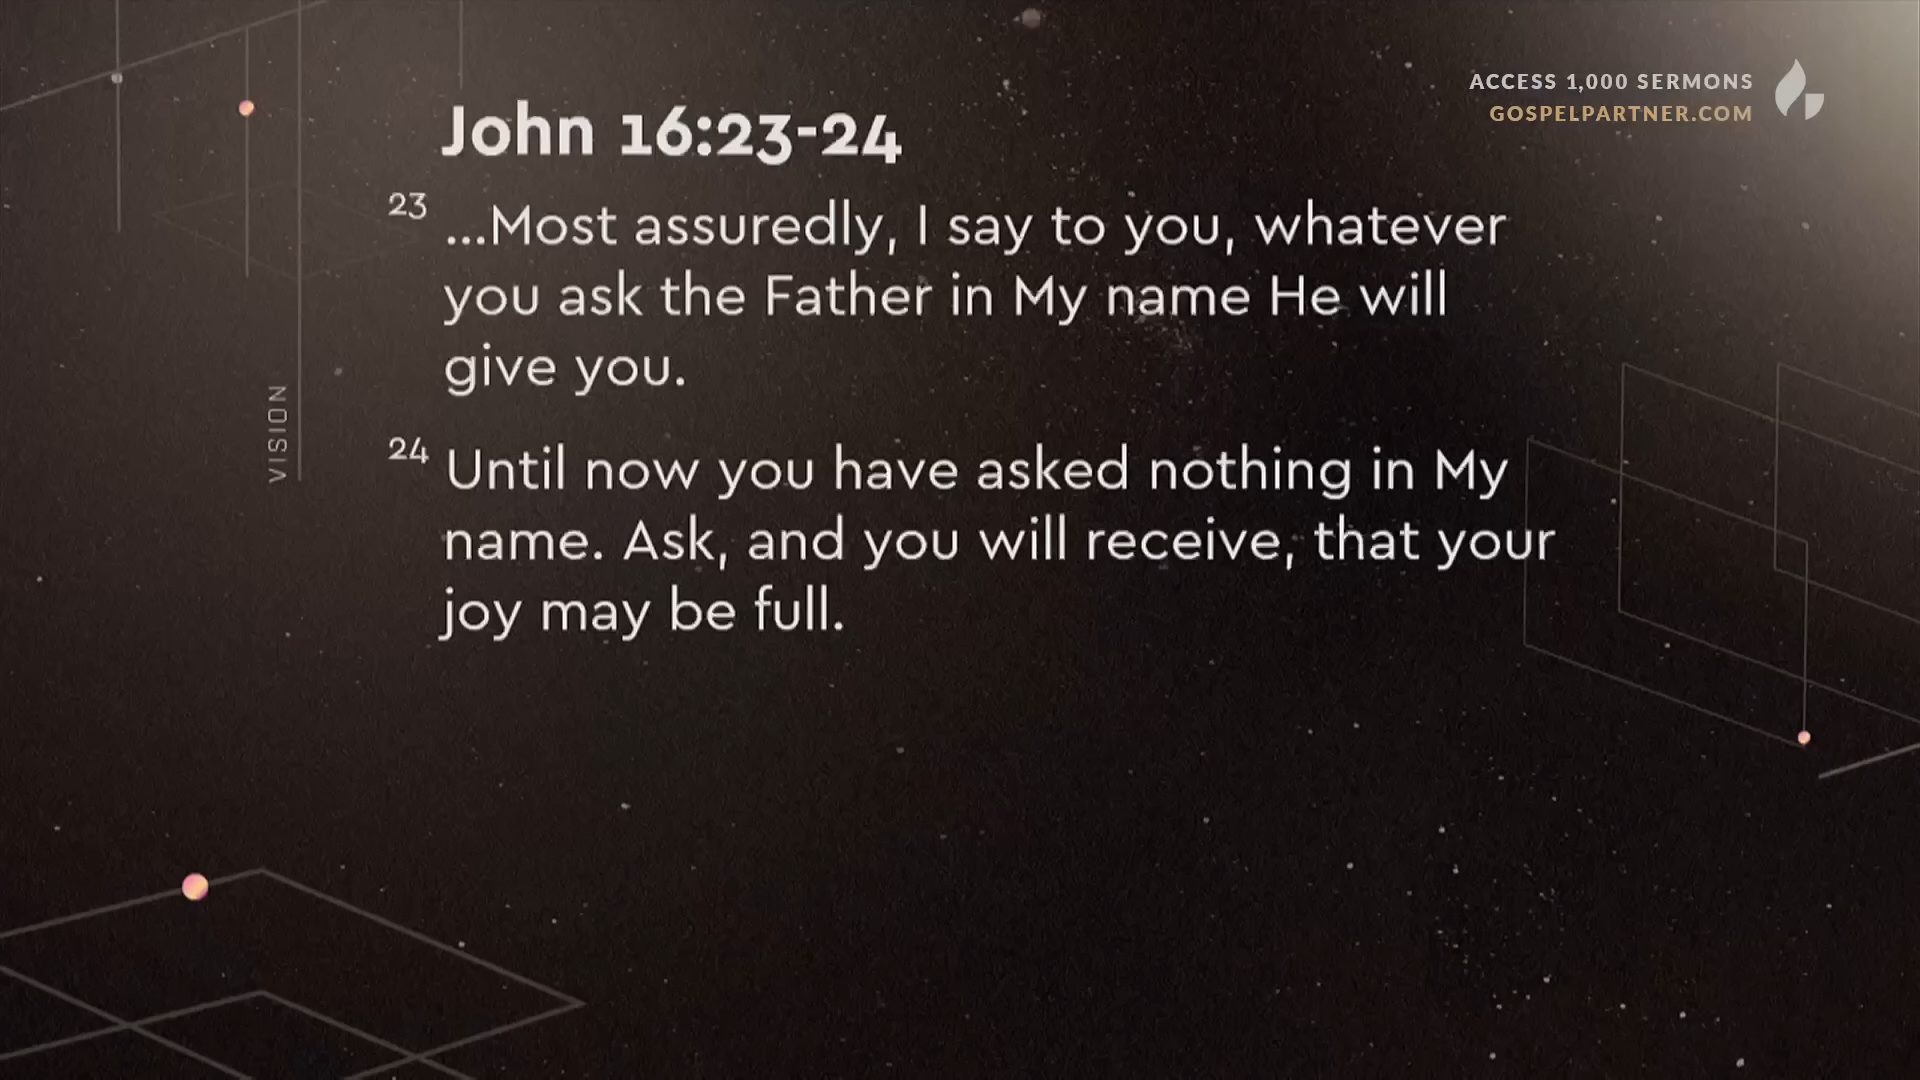 ACCESS 1,000 SERMONS
GOSPELPARTNER.COM
John 16:23-24
23 ...Most assuredly, I say to you, whatever
you ask the Father in My name He will
give you.
24 Until now you have asked nothing in My
name. Ask, and you will receive, that your
joy may be full.
VISION